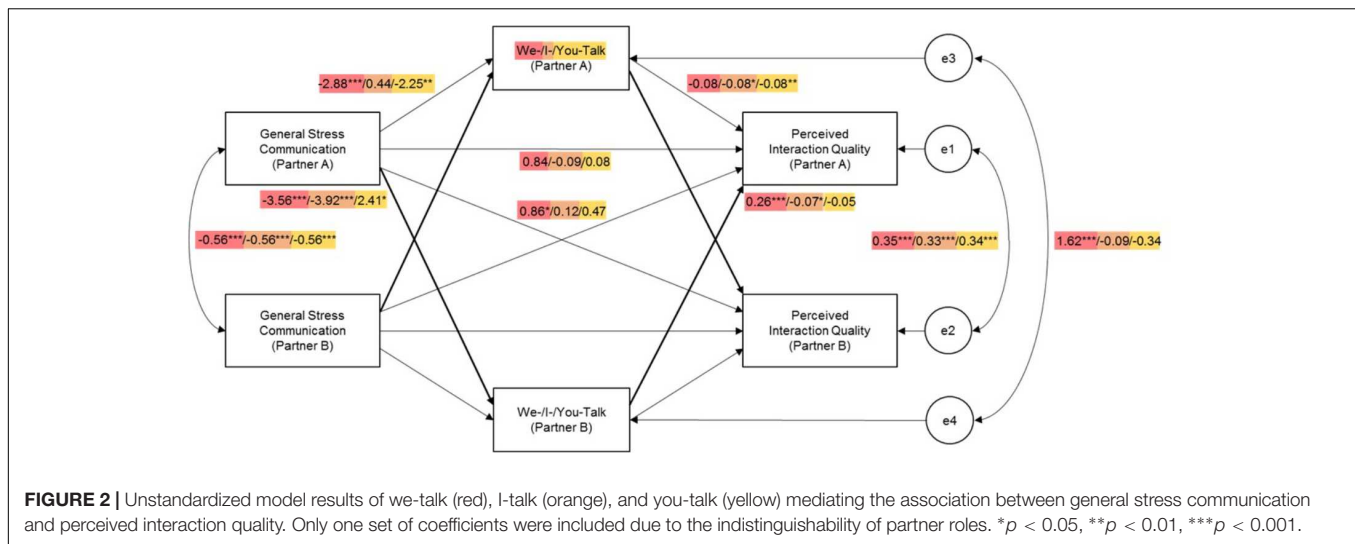 We-/I-/You-Talk
(Partner A)
e3
-2.88***/0.44/-2.25**
-0.08/-0.08*/-0.08**
General Stress
Communication
(Partner A)
Perceived
Interaction Quality
(Partner A)
e1
0.84/-0.09/0.08
-3.56***/-3.92***/2.41*
0.86*/0.12/0.47
0.26***/-0.07*/-0.05
-0.56***/-0.56***/-0.56***
0.35***/0.33***/0.34***
1.62***/-0.09/-0.34
General Stress
Communication
(Partner B)
Perceived
Interaction Quality
(Partner B)
e2
We-/I-/You-Talk
(Partner B)
e4
FIGURE 2 | Unstandardized model results of we-talk (red), I-talk (orange), and you-talk (yellow) mediating the association between general stress communication
and perceived interaction quality. Only one set of coefficients were included due to the indistinguishability of partner roles. *p < 0.05, **p < 0.01, ***p < 0.001.